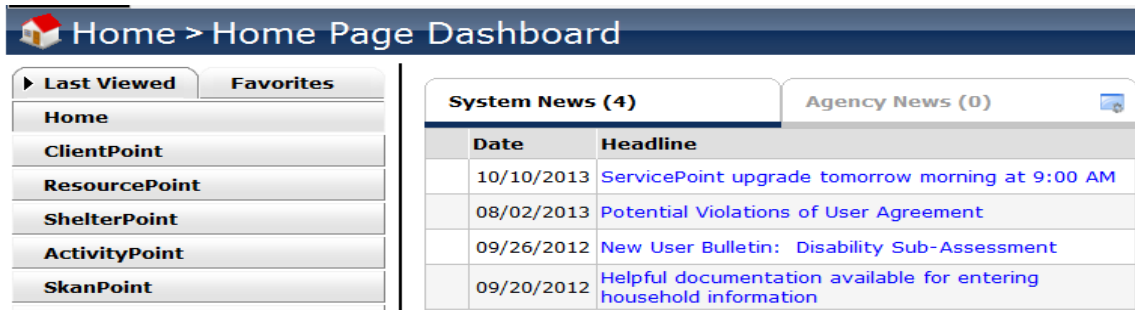 Home > Home Page Dashboard
Last Viewed Favorites
Home
ClientPoint
ResourcePoint
ShelterPoint
ActivityPoint
SkanPoint
System News (4) Agency News (0)
Date Headline
10/10/2013 ServicePoint upgrade tomorrow morning at 9:00 AM
08/02/2013 Potential Violations of User Agreement
09/26/2012 New User Bulletin: Disability Sub-Assessment
09/20/2012 Helpful documentation available for entering
household information